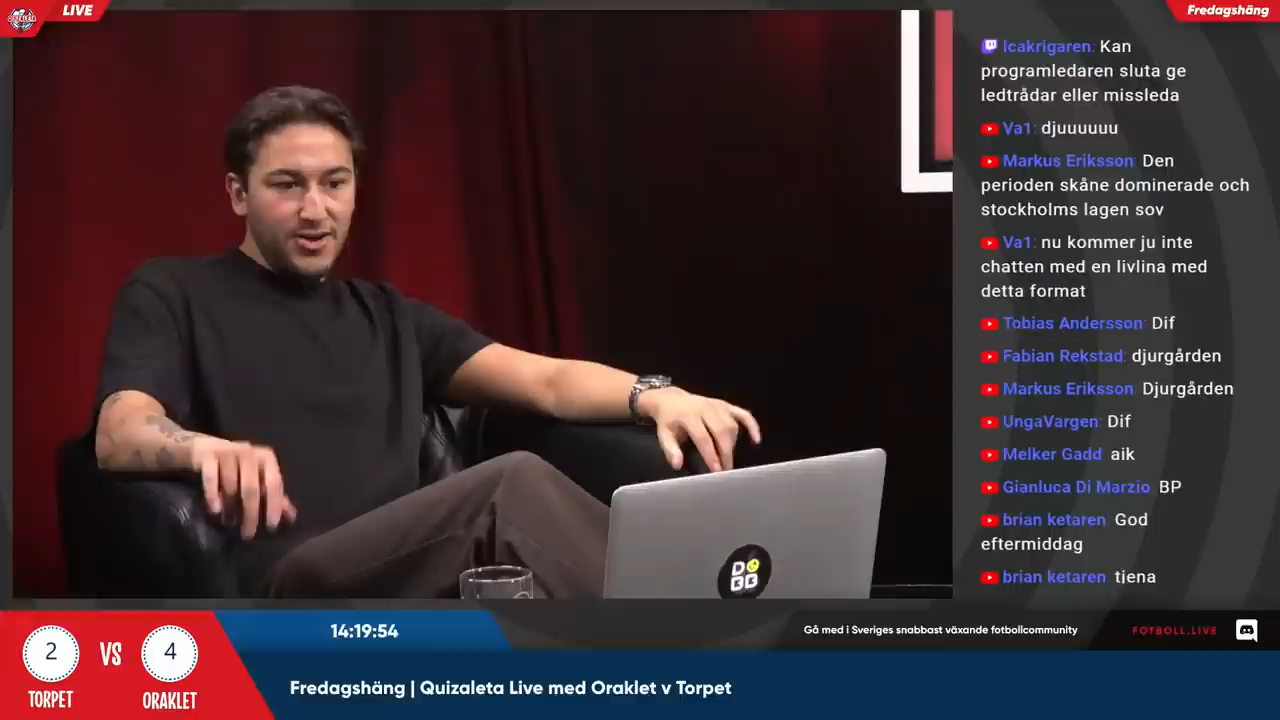 QUIZALETA
LIVE
Fredagshäng
Icakrigaren: Kan
programledaren sluta ge
ledtrådar eller missleda
Va1: djuuuuuu
Markus Eriksson: Den
perioden skåne dominerade och
stockholms lagen sov
Va1: nu kommer ju inte
chatten med en livlina med
detta format
Tobias Andersson: Dif
Fabian Rekstad: djurgården
Markus Eriksson: Djurgården
UngaVargen: Dif
Melker Gadd aik
Gianluca Di Marzio BP
brian ketaren God
eftermiddag
brian ketaren tjena
14:19:54
Gå med i Sveriges snabbast växande fotbollcommunity
FOTBOLL.LIVE
2 VS 4
TORPET ORAKLET
Fredagshäng | Quizaleta Live med Oraklet v Torpet